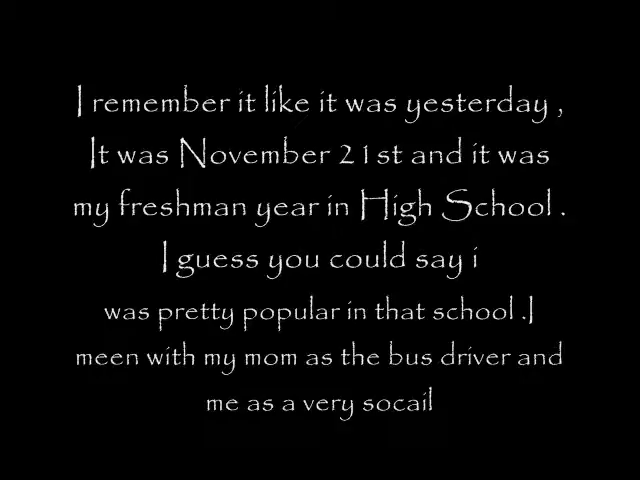 I remember it like it was yesterday ,
It was November 21st and it was
my freshman year in High School .
I guess you could say i
was pretty popular in that school .I
meen with my mom as the bus driver and
me as a very socail